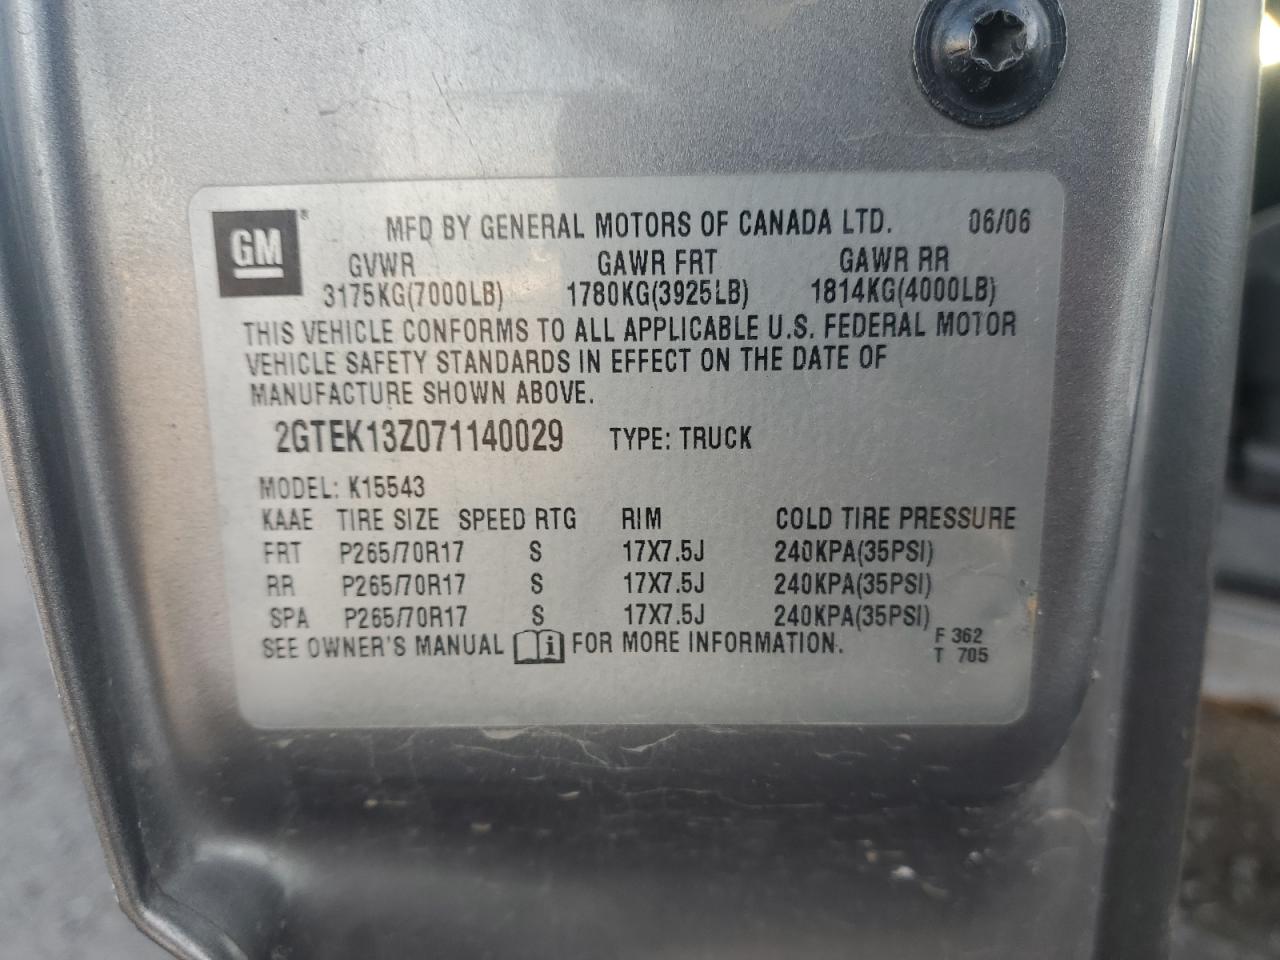 GM® MFD BY GENERAL MOTORS OF CANADA LTD. 06/06
GVWR GAWR FRT GAWR RR
3175KG(7000LB) 1780KG(3925LB) 1814KG(4000LB)
THIS VEHICLE CONFORMS TO ALL APPLICABLE U.S. FEDERAL MOTOR
VEHICLE SAFETY STANDARDS IN EFFECT ON THE DATE OF
MANUFACTURE SHOWN ABOVE.
2GTEK13Z071140029 TYPE: TRUCK
MODEL: K15543
KAAE TIRE SIZE SPEED RTG RIM COLD TIRE PRESSURE
FRT P265/70R17 S 17X7.5J 240KPA(35PSI)
RR P265/70R17 S 17X7.5J 240KPA(35PSI)
SPA P265/70R17 S 17X7.5J 240KPA(35PSI)
SEE OWNER'S MANUAL i FOR MORE INFORMATION.
F 362
T 705